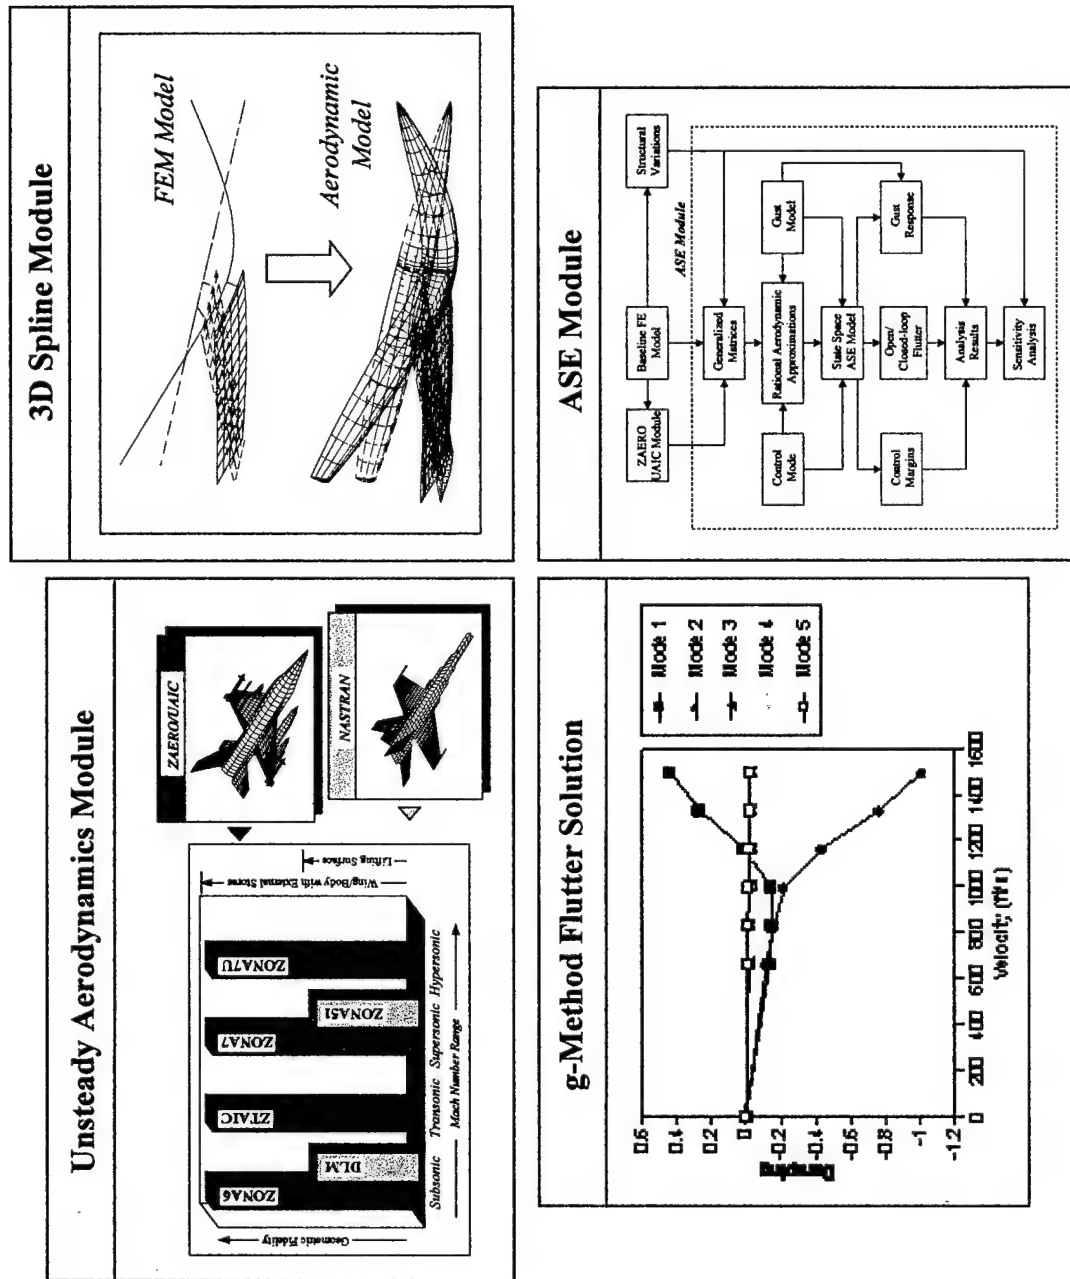 Unsteady Aerodynamics Module
Geometric Fidelity
ZONA6
DLM
ZTAIC
ZONA7
ZONA51
ZONA7U
Wing/Body with External Stores
Lifting Surface
Subsonic
Transonic
Supersonic
Hypersonic
Mach Number Range
ZAERO/UAIC
NASTRAN
3D Spline Module
FEM Model
Aerodynamic
Model
g-Method Flutter Solution
Damping
0.6
0.4
0.2
0
-0.2
-0.4
-0.6
-0.8
-1
-1.2
0
200
400
600
800
1000
1200
1400
1600
Mode 1
Mode 2
Mode 3
Mode 4
Mode 5
ASE Module
ZAERO
UAIC Module
Baseline FE
Model
Structural
Variations
ASE Module
Generalized
Matrices
Control
Mode
Rational Aerodynamic
Approximations
Gust
Model
State Space
ASE Model
Control
Margins
Open/
Closed-loop
Flutter
Gust
Response
Analysis
Results
Sensitivity
Analysis